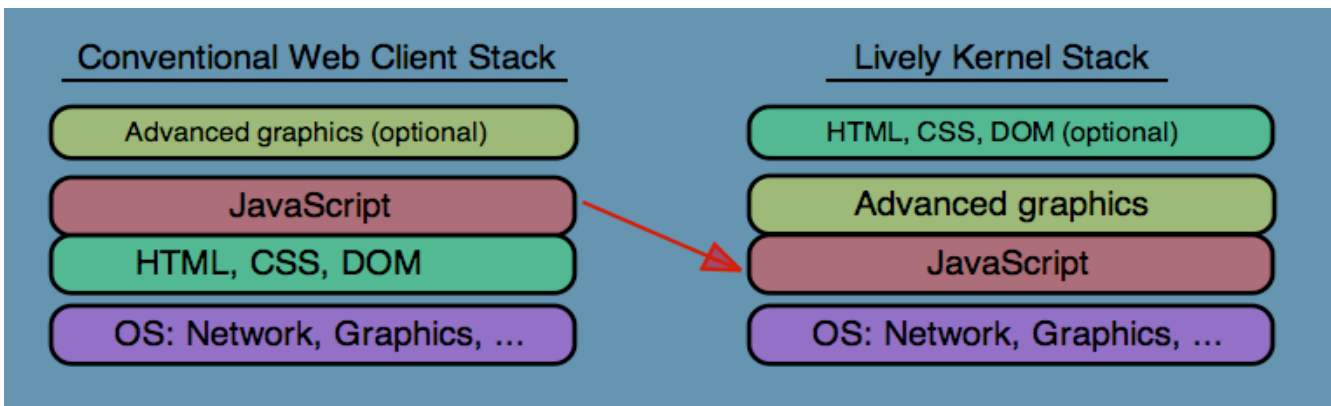 Conventional Web Client Stack
Advanced graphics (optional)
JavaScript
HTML, CSS, DOM
OS: Network, Graphics, ...
Lively Kernel Stack
HTML, CSS, DOM (optional)
Advanced graphics
JavaScript
OS: Network, Graphics, ...